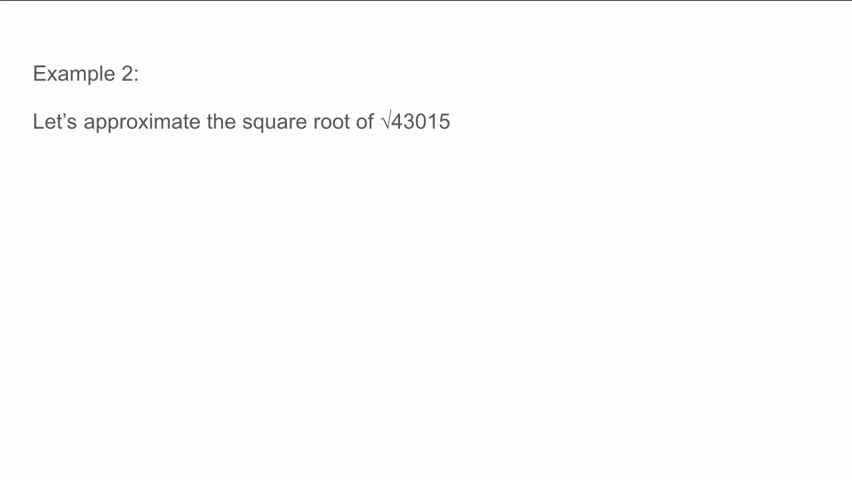 Example 2:
Let’s approximate the square root of √43015